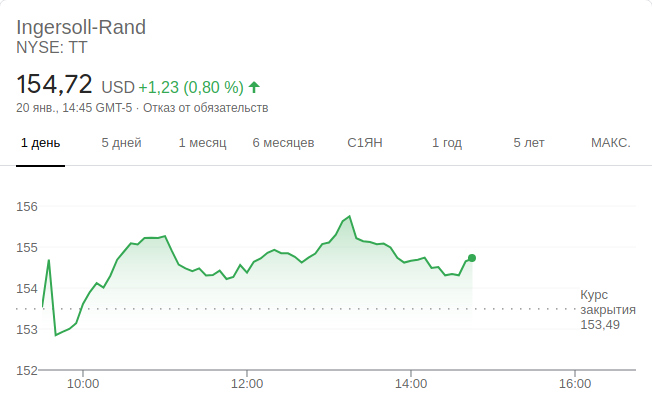 Ingersoll-Rand
NYSE: TT
154,72 USD +1,23 (0,80 %)
20 янв., 14:45 GMT-5 · Отказ от обязательств
1 день 5 дней 1 месяц 6 месяцев С1ЯН 1 год 5 лет МАКС.
156
155
154
Курс
закрытия
153,49
153
152
10:00 12:00 14:00 16:00